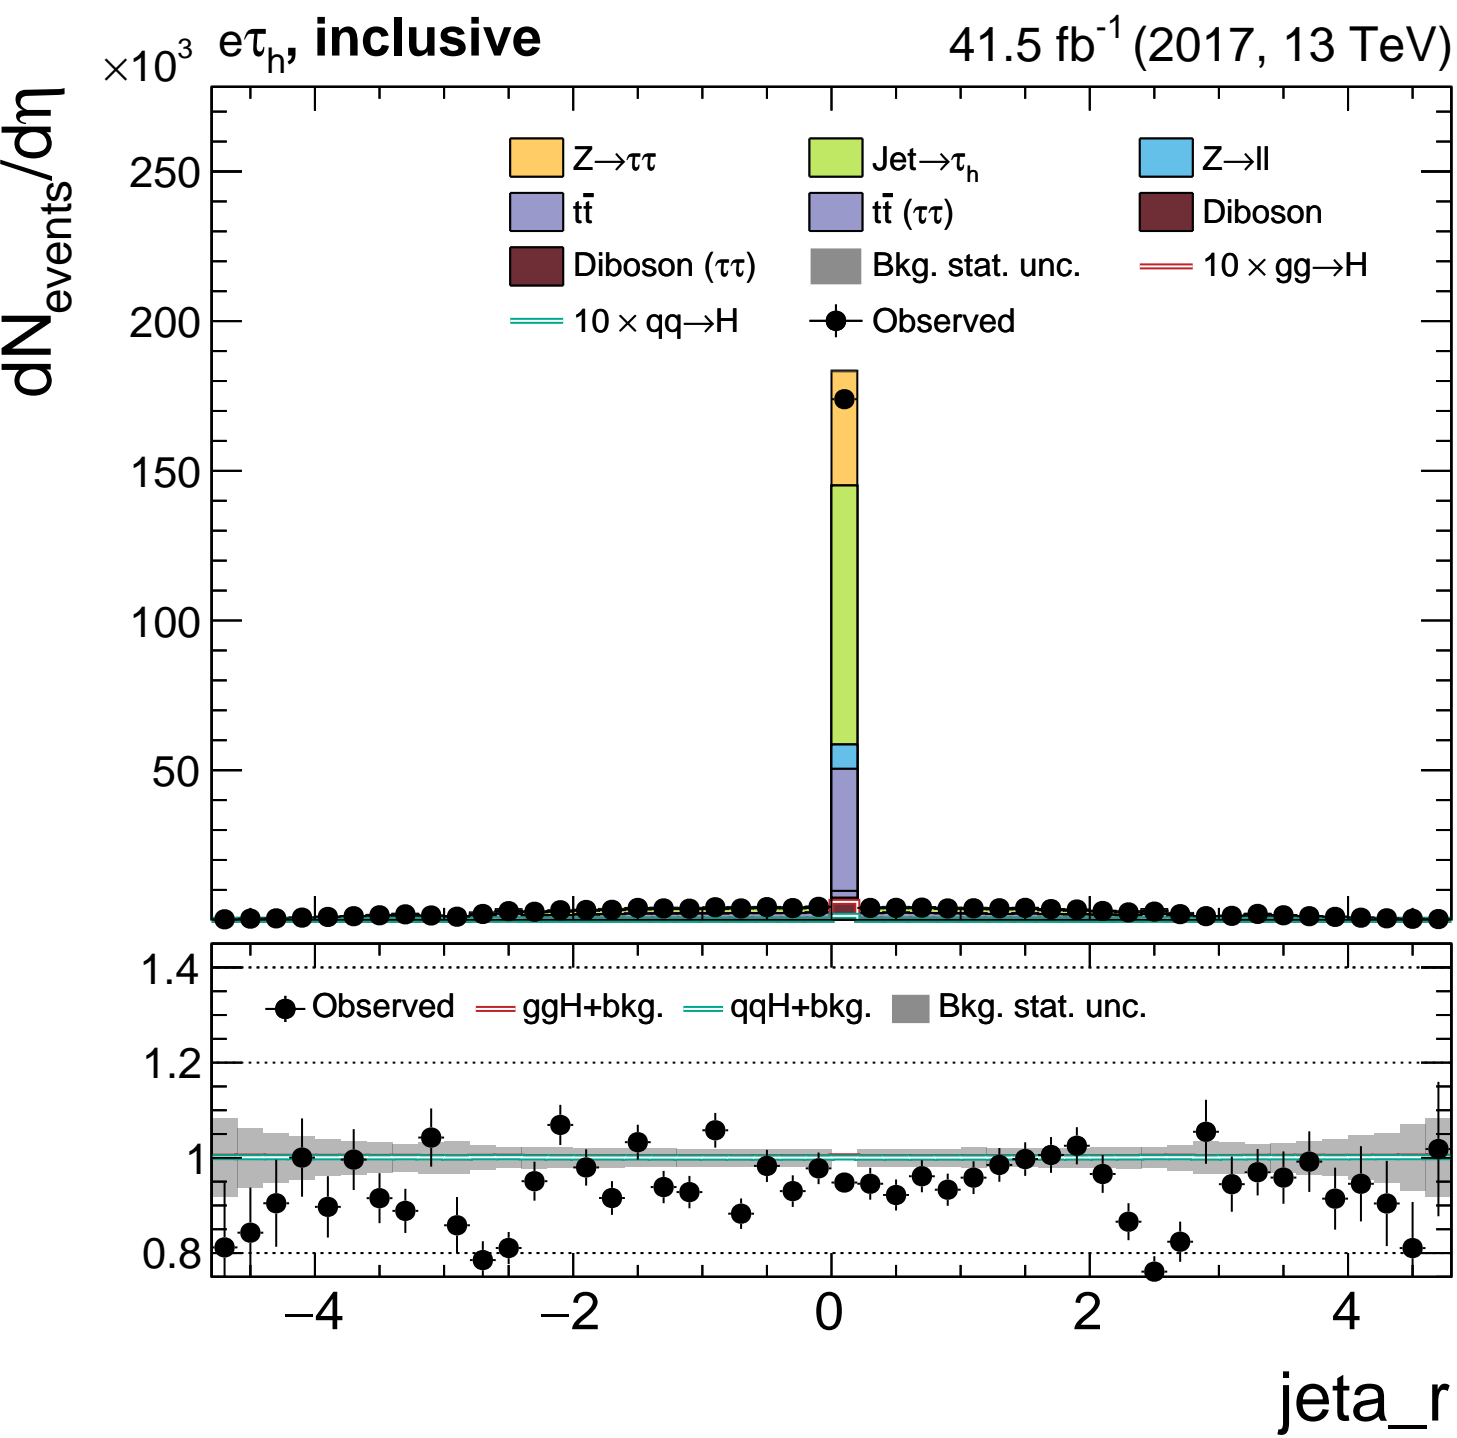 ×10³ eτh, inclusive 41.5 fb⁻¹ (2017, 13 TeV)
dNevents/dη
250
200
150
100
50
Z→ττ Jet→τh Z→ll
tt̄ tt̄ (ττ) Diboson
Diboson (ττ) Bkg. stat. unc. 10 × gg→H
10 × qq→H Observed
1.4
1.2
1
0.8
Observed ggH+bkg. qqH+bkg. Bkg. stat. unc.
−4 −2 0 2 4
jeta_r